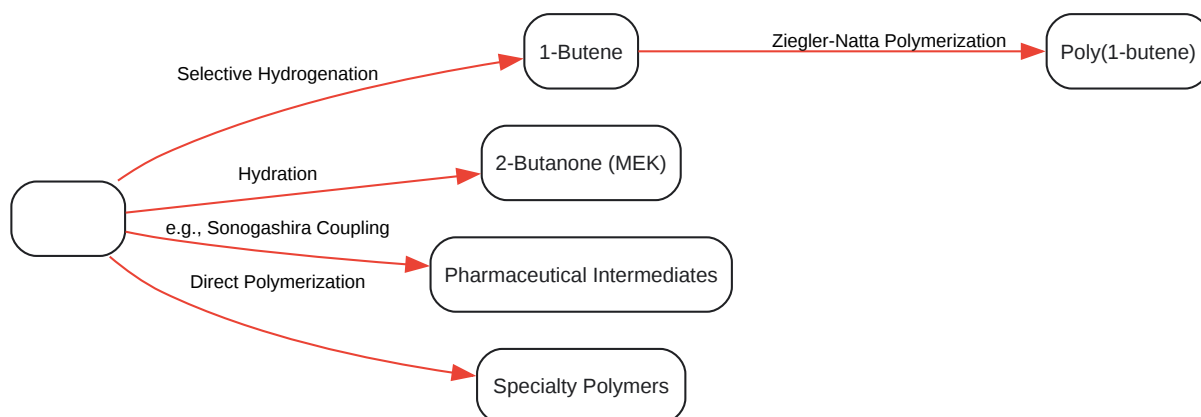 Selective Hydrogenation
1-Butene
Ziegler-Natta Polymerization
Poly(1-butene)
Hydration
2-Butanone (MEK)
e.g., Sonogashira Coupling
Pharmaceutical Intermediates
Direct Polymerization
Specialty Polymers